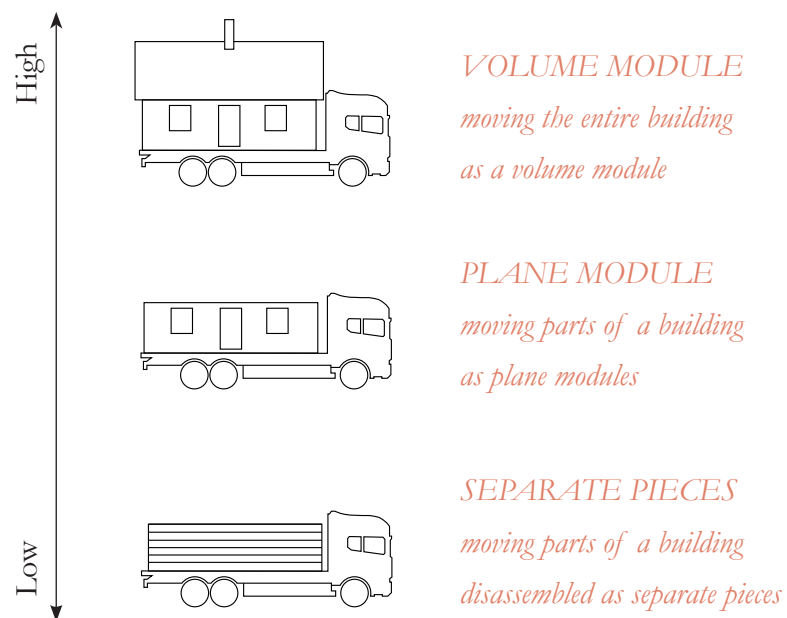 High
VOLUME MODULE
moving the entire building
as a volume module
PLANE MODULE
moving parts of a building
as plane modules
SEPARATE PIECES
moving parts of a building
disassembled as separate pieces
Low